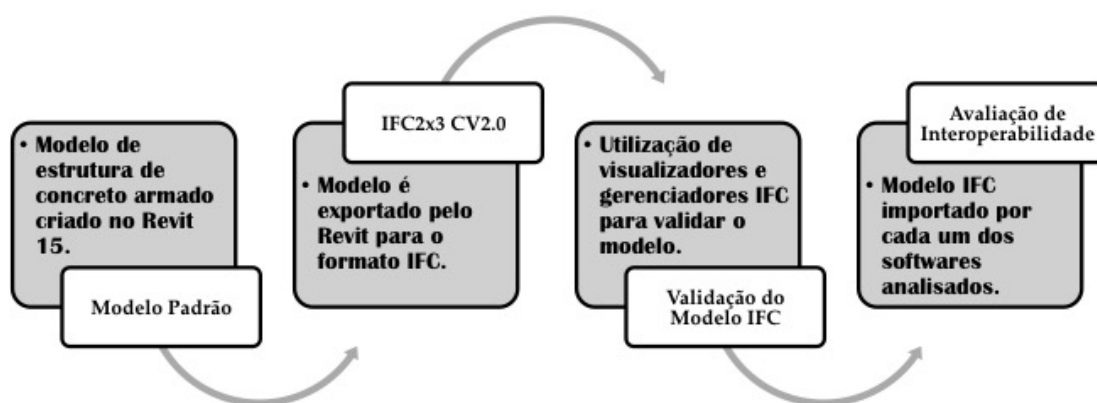 • Modelo de
estrutura de
concreto armado
criado no Revit
15.
Modelo Padrão
IFC2x3 CV2.0
• Modelo é
exportado pelo
Revit para o
formato IFC.
• Utilização de
visualizadores e
gerenciadores IFC
para validar o
modelo.
Validação do
Modelo IFC
Avaliação de
Interoperabilidade
• Modelo IFC
importado por
cada um dos
softwares
analisados.